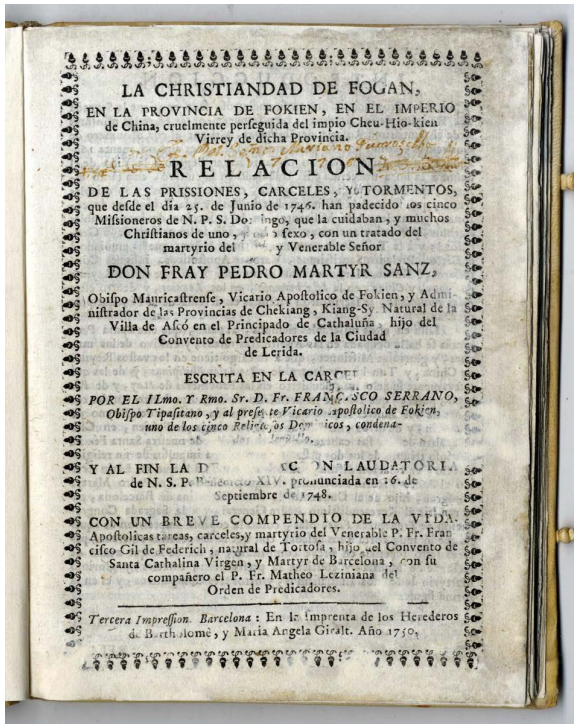 LA CHRISTIANDAD DE FOGAN,
EN LA PROVINCIA DE FOKIEN, EN EL IMPERIO
de China, cruelmente perseguida del impio Cheu-Hio-kien
Virrey de dicha Provincia.
RELACION
DE LAS PRISSIONES, CARCELES, Y TORMENTOS,
que desde el dia 25. de Junio de 1746. han padecido los cinco
Missioneros de N. P. S. Domingo, que la cuidaban, y muchos
Christianos de uno, y sexo, con un tratado del
martyrio del y Venerable Señor
DON FRAY PEDRO MARTYR SANZ,
Obispo Mauricastrense, Vicario Apostolico de Fokien, y Admi-
nistrador de las Provincias de Chekiang, Kiang-Sy. Natural de la
Villa de Ascó en el Principado de Cathaluña, hijo del
Convento de Predicadores de la Ciudad
de Lerida.
ESCRITA EN LA CARCEL
POR EL ILmo. Y Rmo. Sr. D. Fr. FRANCISCO SERRANO,
Obispo Tipasitano, y al presente Vicario Apostolico de Fokien,
uno de los cinco Religiosos Dominicos, condena-
Y AL FIN LA LAUDATORIA
de N. S. P. Benedicto XIV. pronunciada en 16. de
Septiembre de 1748.
CON UN BREVE COMPENDIO DE LA VIDA.
Apostolicas tareas, carceles, y martyrio del Venerable P. Fr. Fran
cisco Gil de Federich, natural de Tortosa, hijo del Convento de
Santa Cathalina Virgen, y Martyr de Barcelona, con su
compañero el P. Fr. Matheo Leziniana del
Orden de Predicadores.
Tercera Impression. Barcelona: En la Imprenta de los Herederos
de Bartholomè, y Maria Angela Giralt. Año 1750.